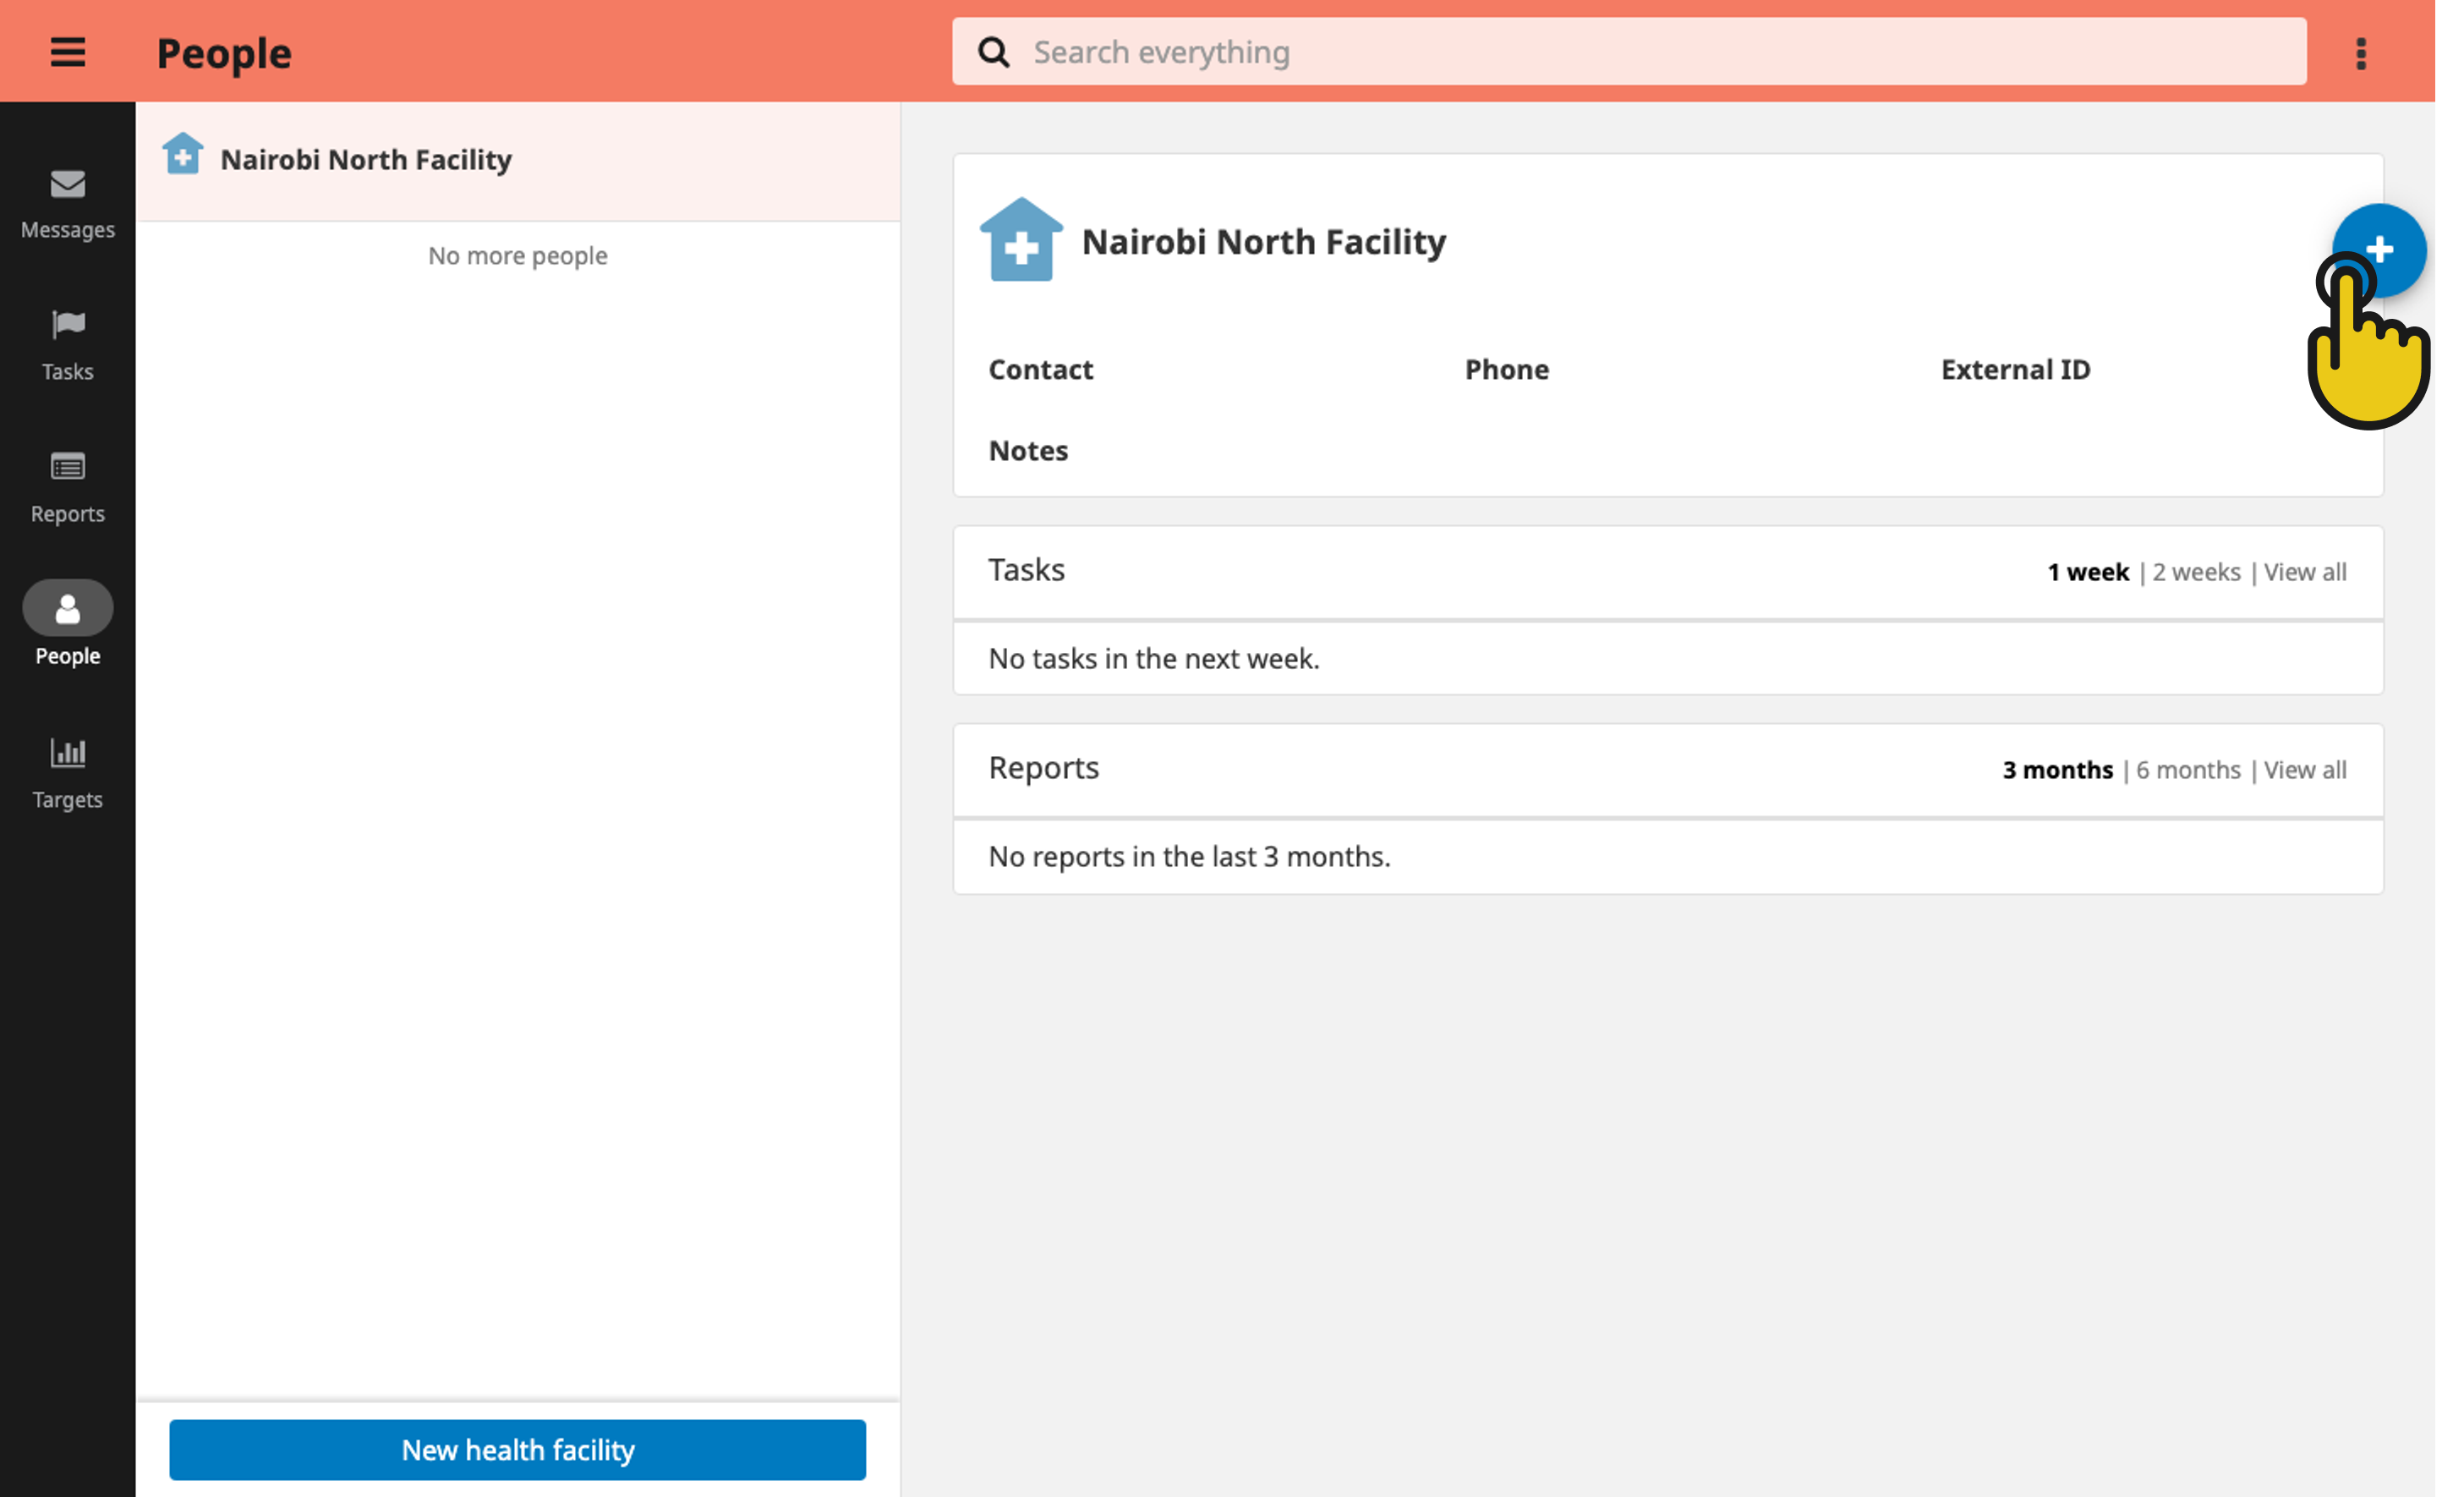 People
Search everything
Messages
Tasks
Reports
People
Targets
Nairobi North Facility
No more people
New health facility
Nairobi North Facility
Contact Phone External ID
Notes
Tasks 1 week | 2 weeks | View all
No tasks in the next week.
Reports 3 months | 6 months | View all
No reports in the last 3 months.